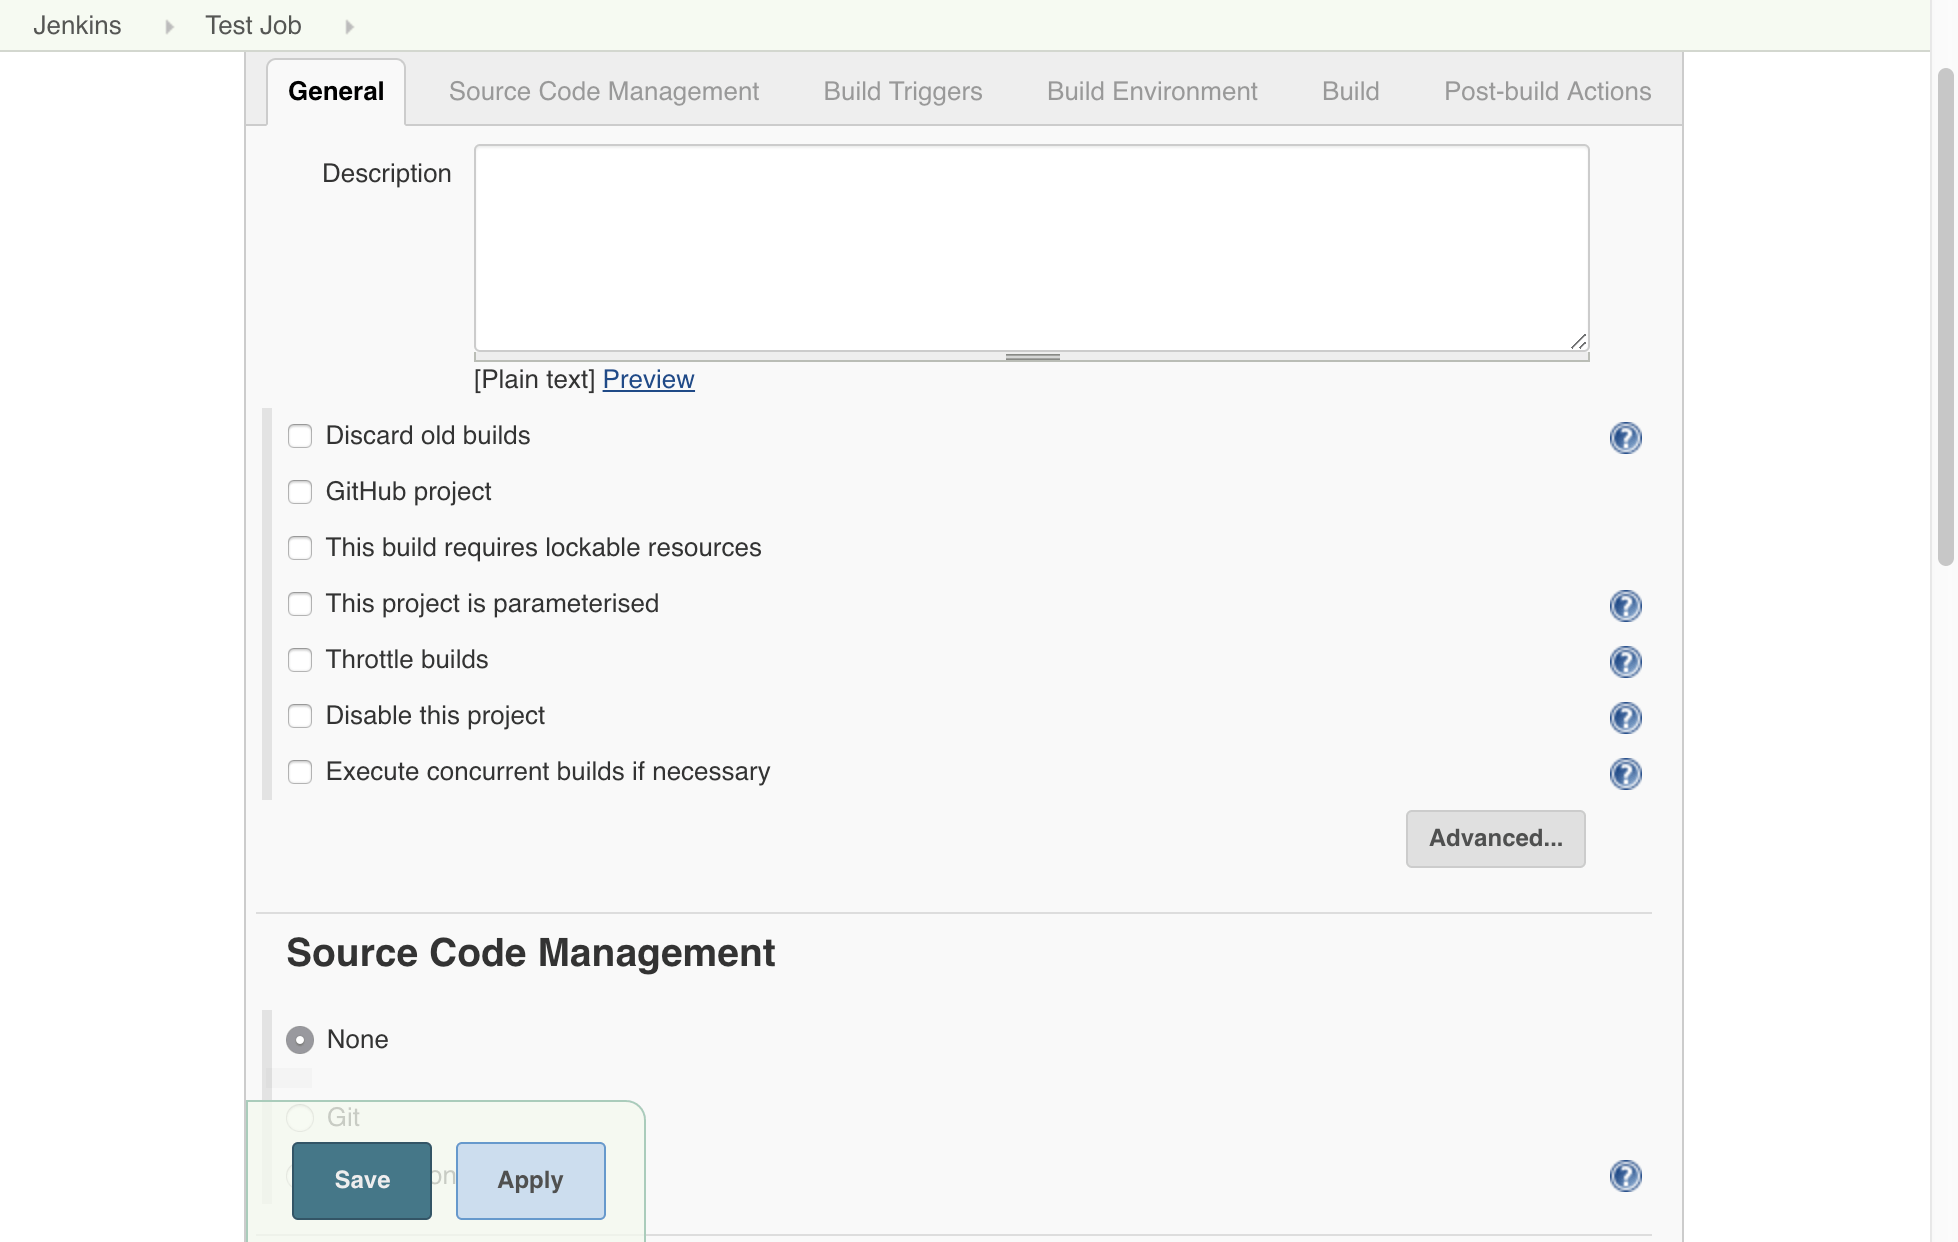 Jenkins Test Job
General Source Code Management Build Triggers Build Environment Build Post-build Actions
Description
[Plain text] Preview
Discard old builds
GitHub project
This build requires lockable resources
This project is parameterised
Throttle builds
Disable this project
Execute concurrent builds if necessary
Advanced...
Source Code Management
None
Git
Save Apply